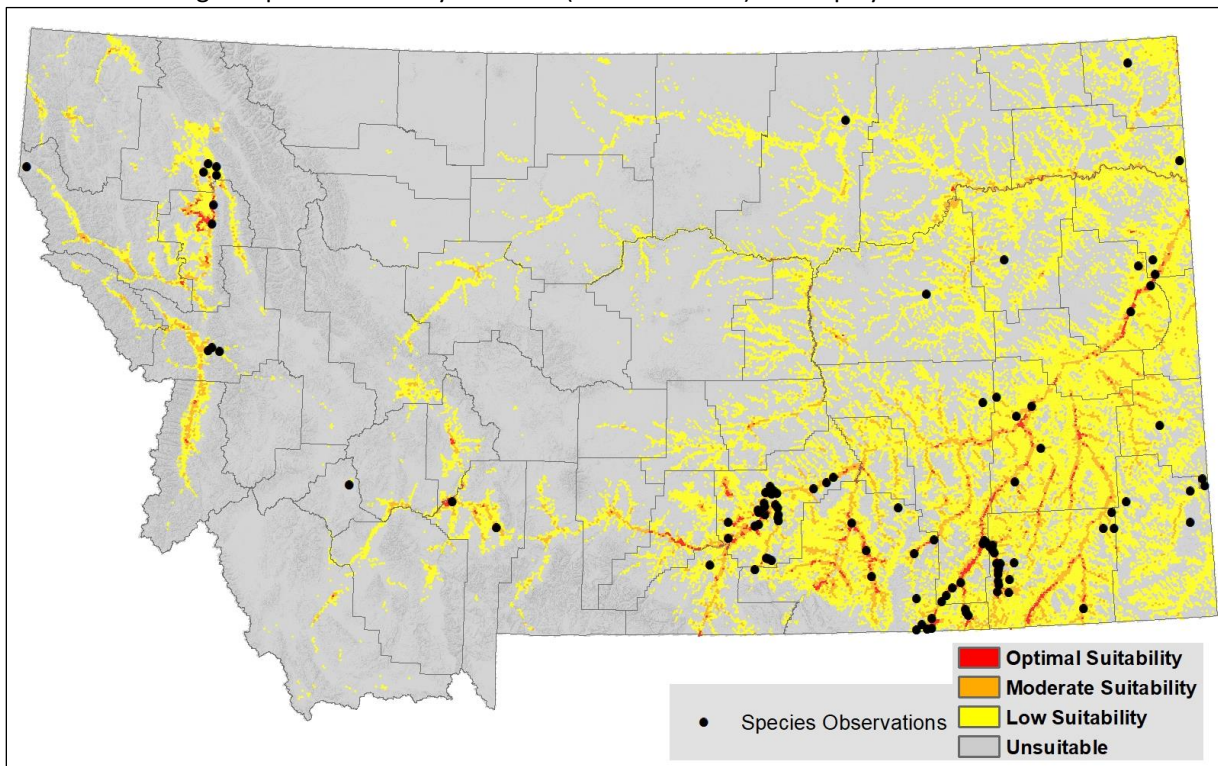 Optimal Suitability
Moderate Suitability
Species Observations
Low Suitability
Unsuitable